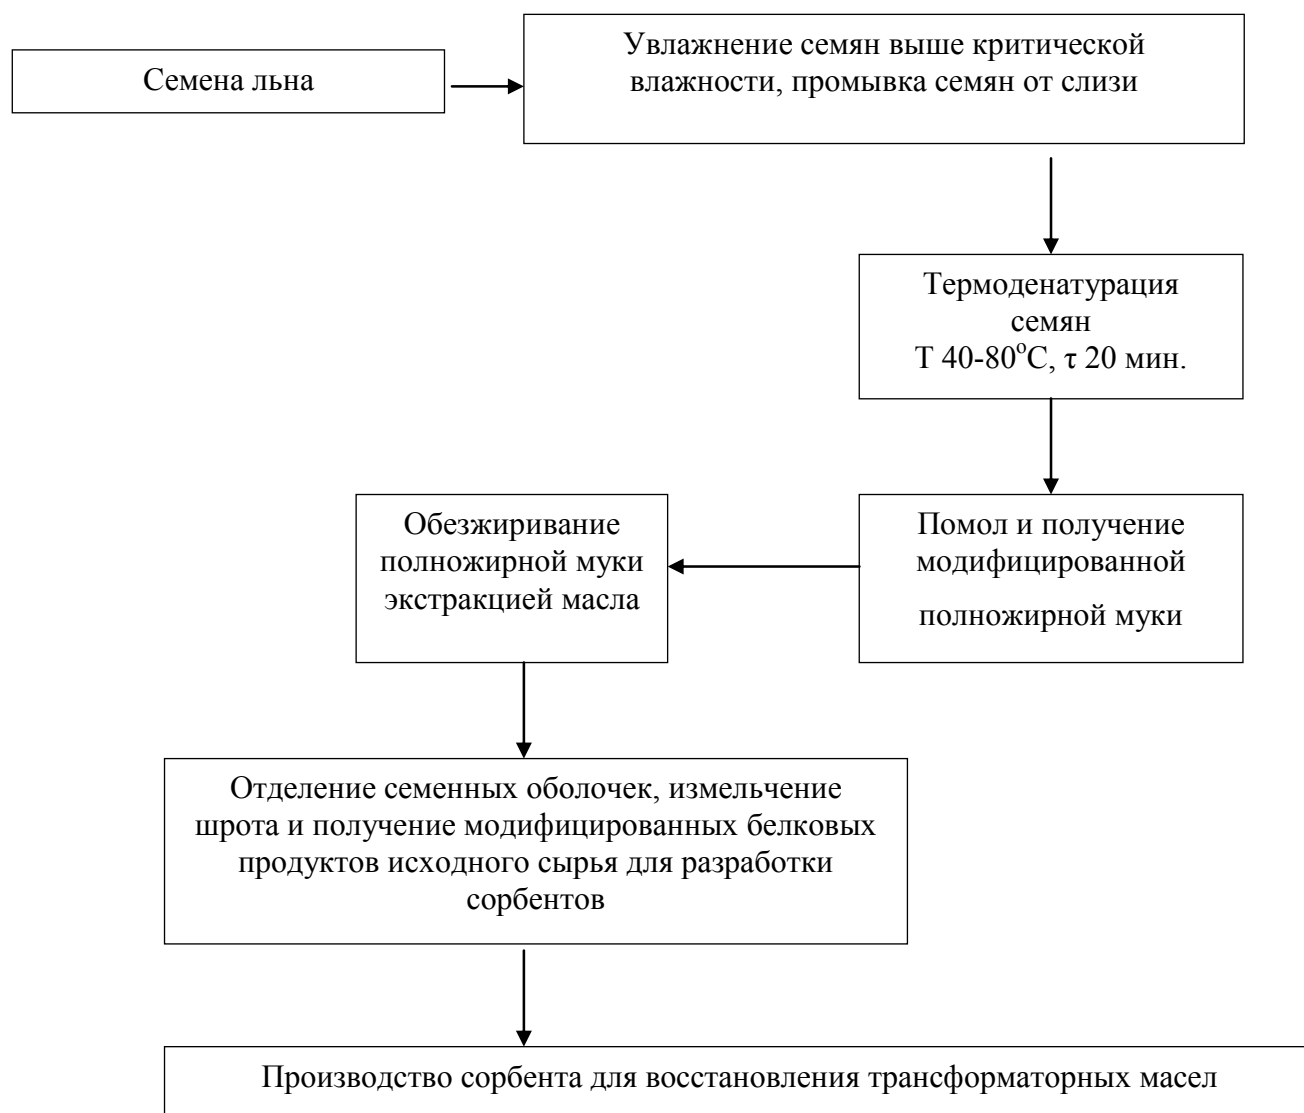 Семена льна
Увлажнение семян выше критической
влажности, промывка семян от слизи
Термоденатурация
семян
Т 40-80°С, τ 20 мин.
Помол и получение
модифицированной
полножирной муки
Обезжиривание
полножирной муки
экстракцией масла
Отделение семенных оболочек, измельчение
шрота и получение модифицированных белковых
продуктов исходного сырья для разработки
сорбентов
Производство сорбента для восстановления трансформаторных масел